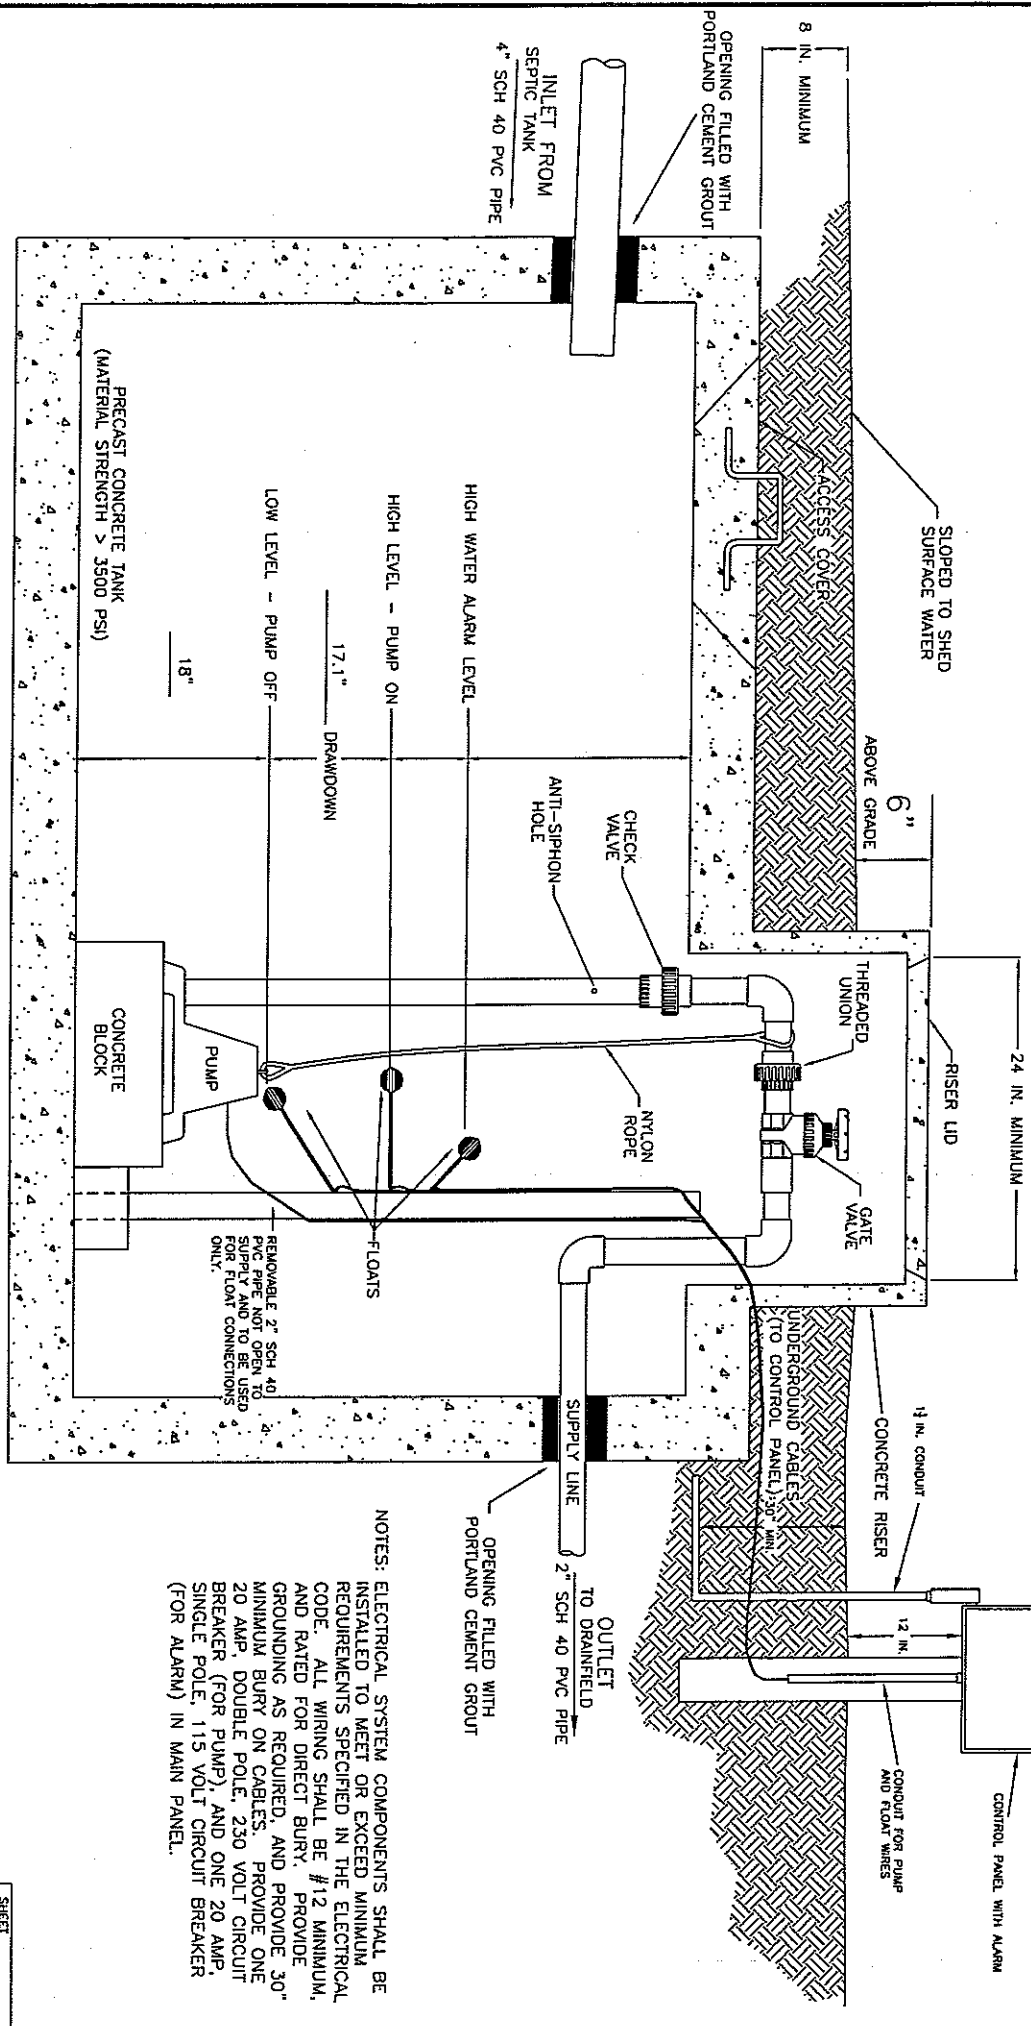 8 IN. MINIMUM
OPENING FILLED WITH
PORTLAND CEMENT GROUT
INLET FROM
SEPTIC TANK
4" SCH 40 PVC PIPE
SLOPED TO SHED
SURFACE WATER
ACCESS COVER
6"
ABOVE GRADE
24 IN. MINIMUM
RISER LID
THREADED
UNION
GATE
VALVE
CHECK
VALVE
ANTI-SIPHON
HOLE
NYLON
ROPE
HIGH WATER ALARM LEVEL
HIGH LEVEL - PUMP ON
17.1"
DRAWDOWN
LOW LEVEL - PUMP OFF
18"
PRECAST CONCRETE TANK
(MATERIAL STRENGTH > 3500 PSI)
PUMP
CONCRETE
BLOCK
FLOATS
REMOVABLE 2" SCH 40
PVC PIPE NOT OPEN TO
SUPPLY AND TO BE USED
FOR FLOAT CONNECTIONS
ONLY.
CONCRETE RISER
UNDERGROUND CABLES
(TO CONTROL PANEL)
30" MIN.
IN. CONDUIT
12 IN.
CONTROL PANEL WITH ALARM
CONDUIT FOR PUMP
AND FLOAT WIRES
SUPPLY LINE
OUTLET
TO DRAINFIELD
2" SCH 40 PVC PIPE
OPENING FILLED WITH
PORTLAND CEMENT GROUT
NOTES: ELECTRICAL SYSTEM COMPONENTS SHALL BE
INSTALLED TO MEET OR EXCEED MINIMUM
REQUIREMENTS SPECIFIED IN THE ELECTRICAL
CODE. ALL WIRING SHALL BE #12 MINIMUM,
AND RATED FOR DIRECT BURY. PROVIDE
GROUNDING AS REQUIRED, AND PROVIDE 30"
MINIMUM BURY ON CABLES. PROVIDE ONE
20 AMP, DOUBLE POLE, 230 VOLT CIRCUIT
BREAKER (FOR PUMP), AND ONE 20 AMP,
SINGLE POLE, 115 VOLT CIRCUIT BREAKER
(FOR ALARM) IN MAIN PANEL.
SHEET